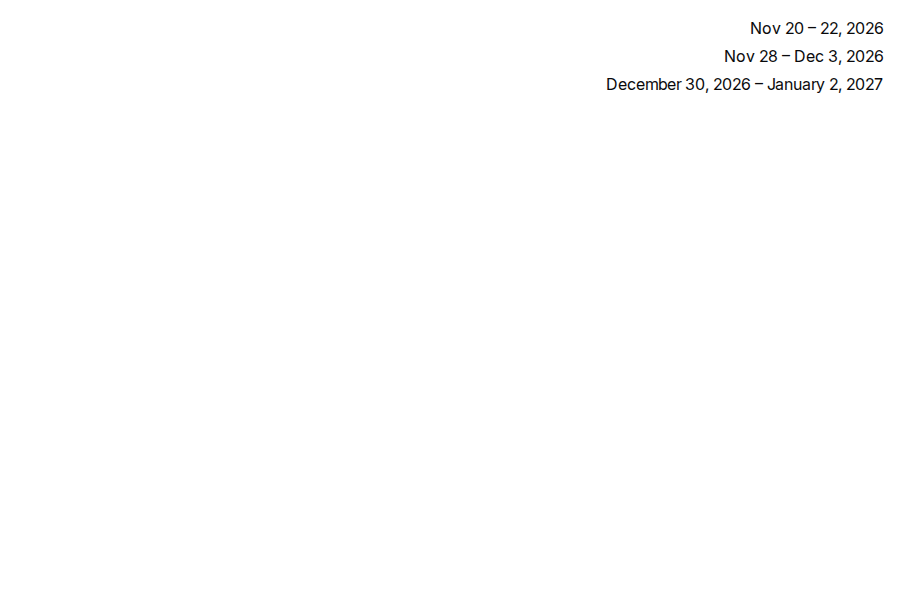 Nov 20 – 22, 2026
Nov 28 – Dec 3, 2026
December 30, 2026 – January 2, 2027